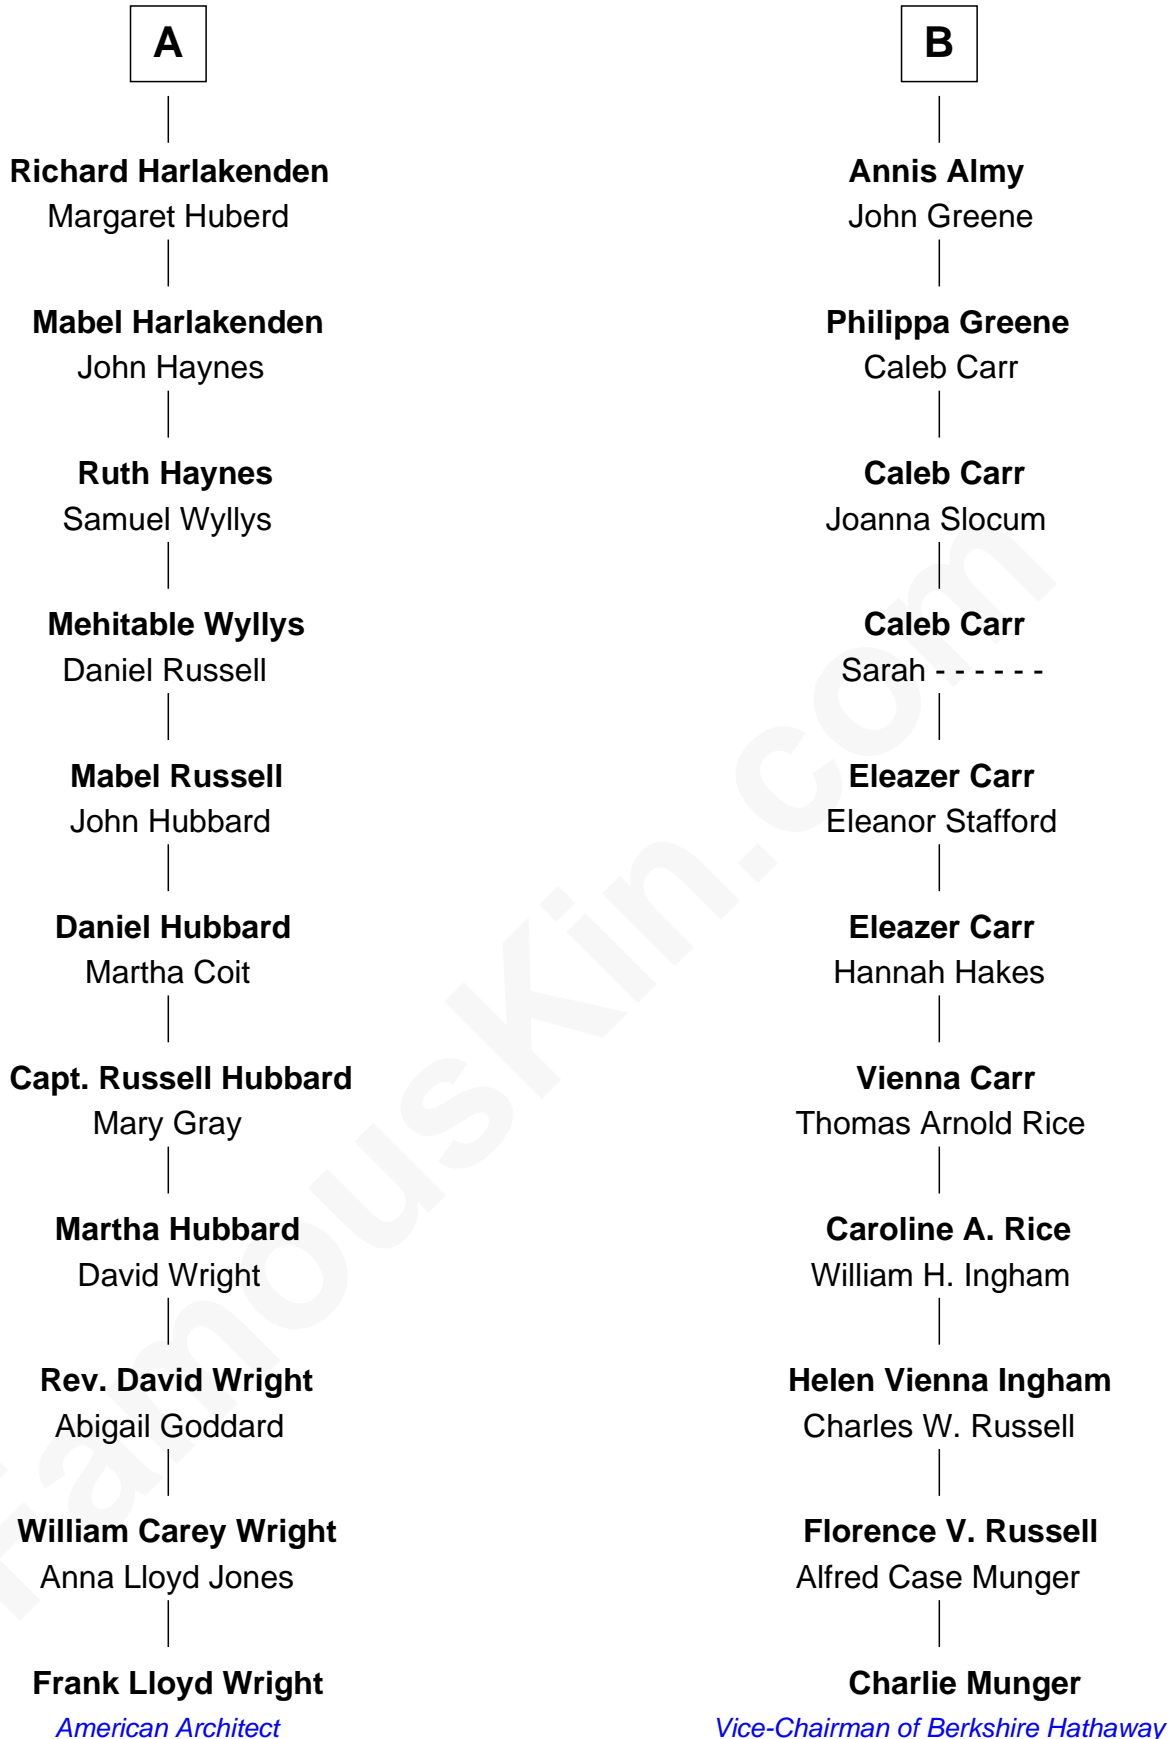 A
Richard Harlakenden
Margaret Huberd
Mabel Harlakenden
John Haynes
Ruth Haynes
Samuel Wyllys
Mehitable Wyllys
Daniel Russell
Mabel Russell
John Hubbard
Daniel Hubbard
Martha Coit
Capt. Russell Hubbard
Mary Gray
Martha Hubbard
David Wright
Rev. David Wright
Abigail Goddard
William Carey Wright
Anna Lloyd Jones
Frank Lloyd Wright
American Architect
B
Annis Almy
John Greene
Philippa Greene
Caleb Carr
Caleb Carr
Joanna Slocum
Caleb Carr
Sarah - - - - - -
Eleazer Carr
Eleanor Stafford
Eleazer Carr
Hannah Hakes
Vienna Carr
Thomas Arnold Rice
Caroline A. Rice
William H. Ingham
Helen Vienna Ingham
Charles W. Russell
Florence V. Russell
Alfred Case Munger
Charlie Munger
Vice-Chairman of Berkshire Hathaway
FamousKin.com